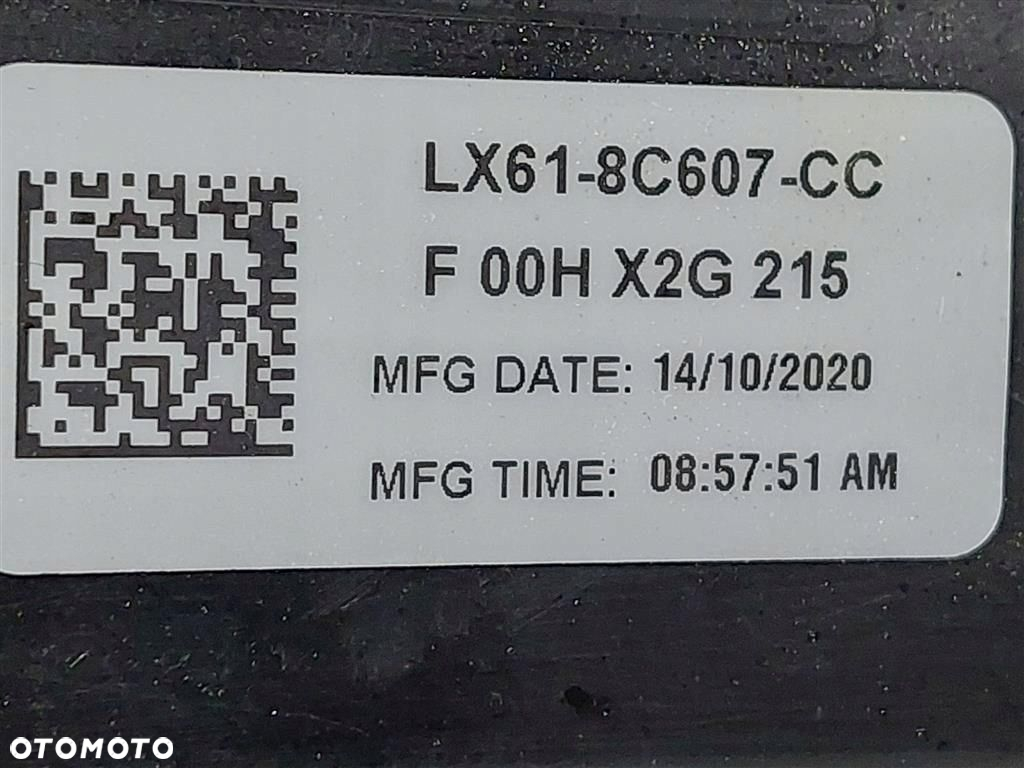 LX61-8C607-CC
F 00H X2G 215
MFG DATE: 14/10/2020
MFG TIME: 08:57:51 AM
OTOMOTO